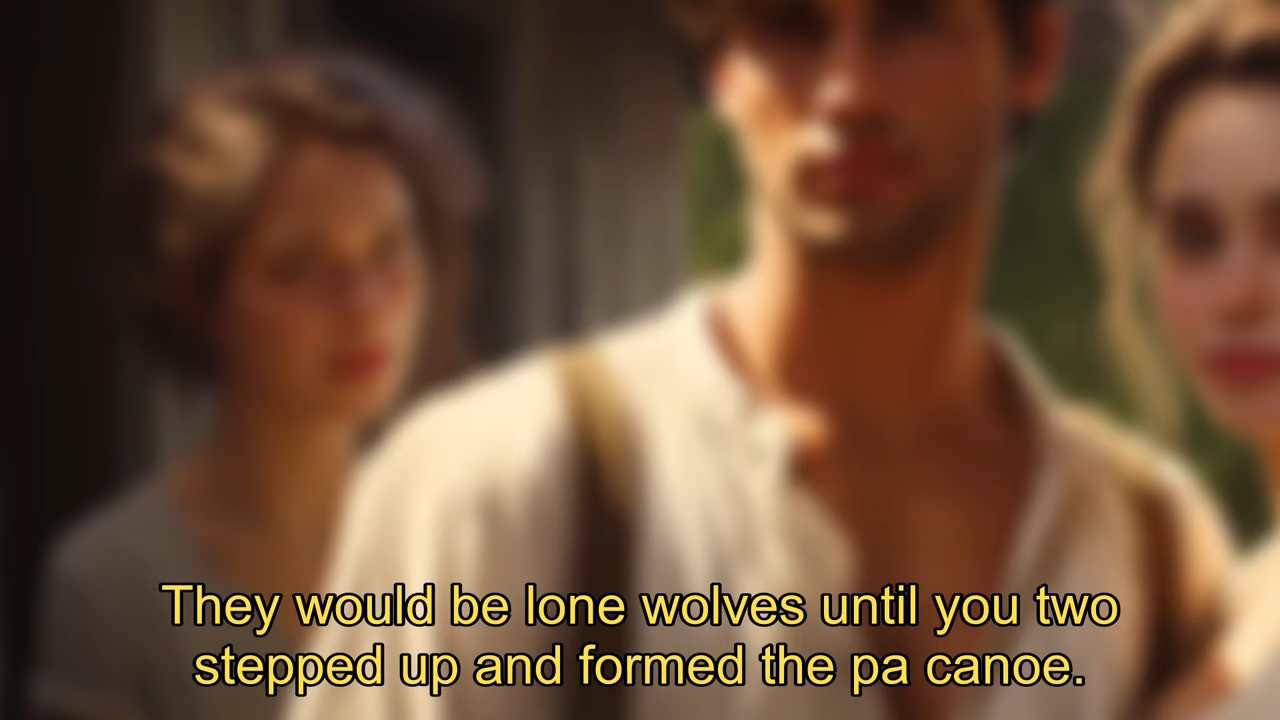 They would be lone wolves until you two
stepped up and formed the pa canoe.